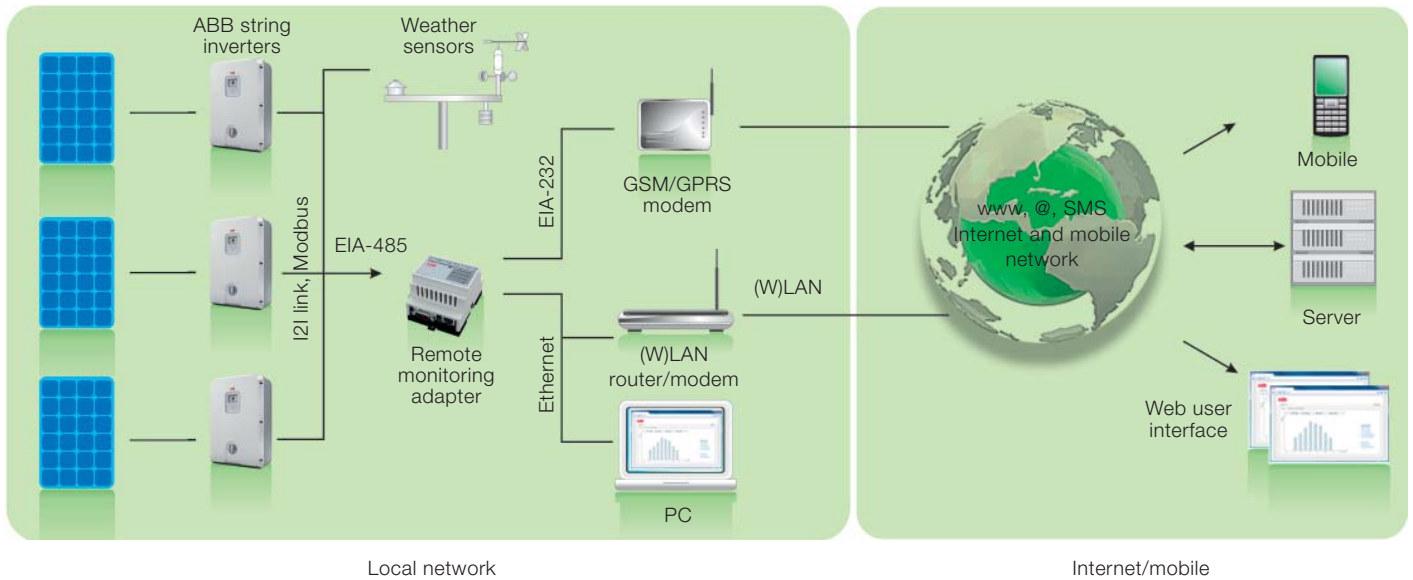 ABB string
inverters
Weather
sensors
I2I link, Modbus
EIA-485
Remote
monitoring
adapter
EIA-232
Ethernet
GSM/GPRS
modem
(W)LAN
router/modem
PC
(W)LAN
www, @, SMS
Internet and mobile
network
Mobile
Server
Web user
interface
Local network
Internet/mobile